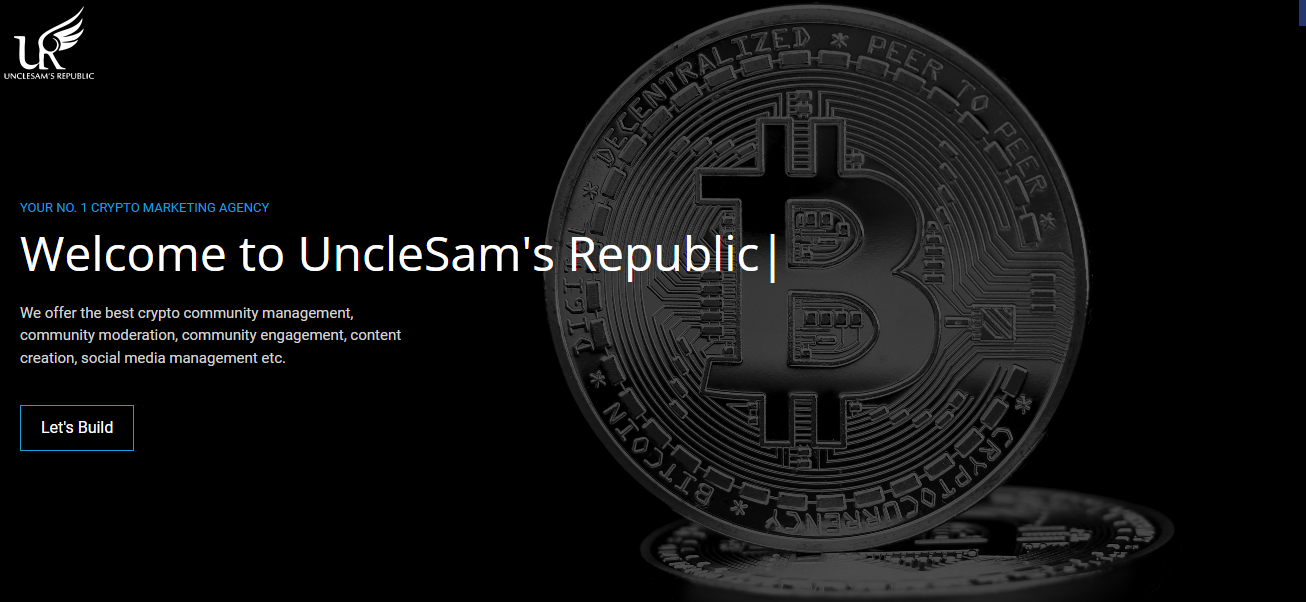 UR
UNCLESAM'S REPUBLIC
YOUR NO. 1 CRYPTO MARKETING AGENCY
Welcome to UncleSam's Republic|
We offer the best crypto community management,
community moderation, community engagement, content
creation, social media management etc.
Let's Build
DECENTRALIZED * PEER TO PEER *
DIGITAL * BITCOIN * CRYPTOCURRENCY *